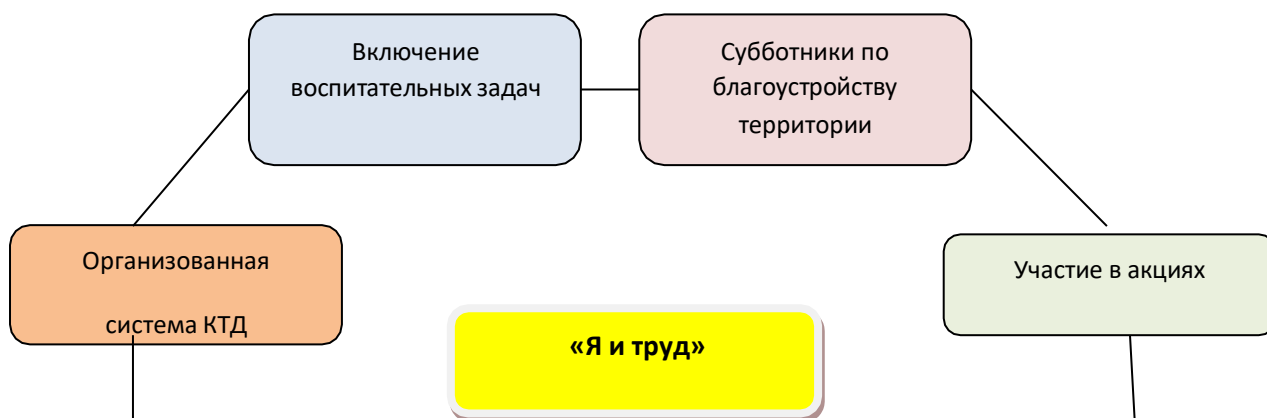 Включение
воспитательных задач
Субботники по
благоустройству
территории
Организованная
система КТД
Участие в акциях
«Я и труд»